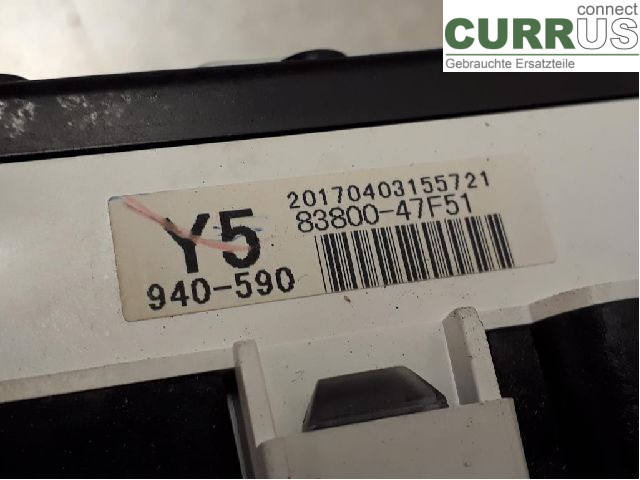 connect
CURRUS
Gebrauchte Ersatzteile
20170403155721
83800-47F51
Y5
940-590